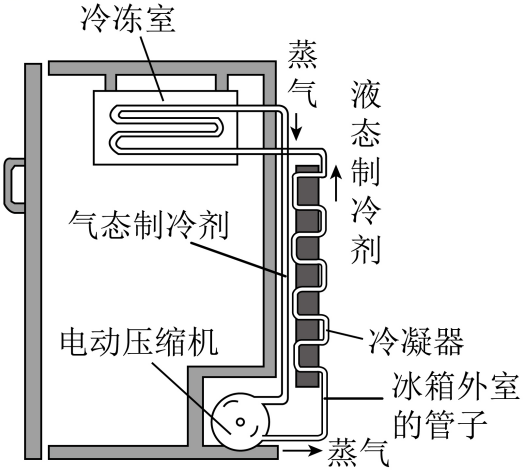 冷冻室
蒸气
液态制冷剂
气态制冷剂
电动压缩机
冷凝器
冰箱外室
的管子
蒸气